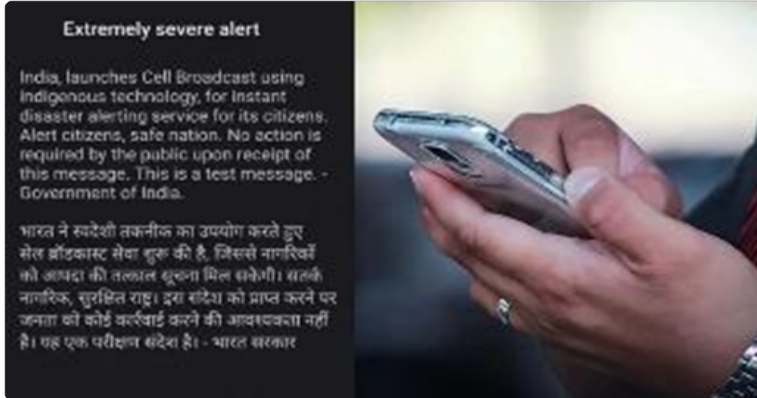 Extremely severe alert
India, launches Cell Broadcast using
Indigenous technology, for Instant
disaster alerting service for its citizens.
Alert citizens, safe nation. No action is
required by the public upon receipt of
this message. This is a test message. -
Government of India.
भारत ने स्वदेशी तकनीक का उपयोग करते हुए
सेल ब्रॉडकास्ट सेवा शुरू की है, जिससे नागरिकों
को आपदा की तत्काल सूचना मिल सकेगी। सतर्क
नागरिक, सुरक्षित राष्ट्र। इस संदेश को प्राप्त करने पर
जनता को कोई कार्रवाई करने की आवश्यकता नहीं
है। यह एक परीक्षण संदेश है। - भारत सरकार